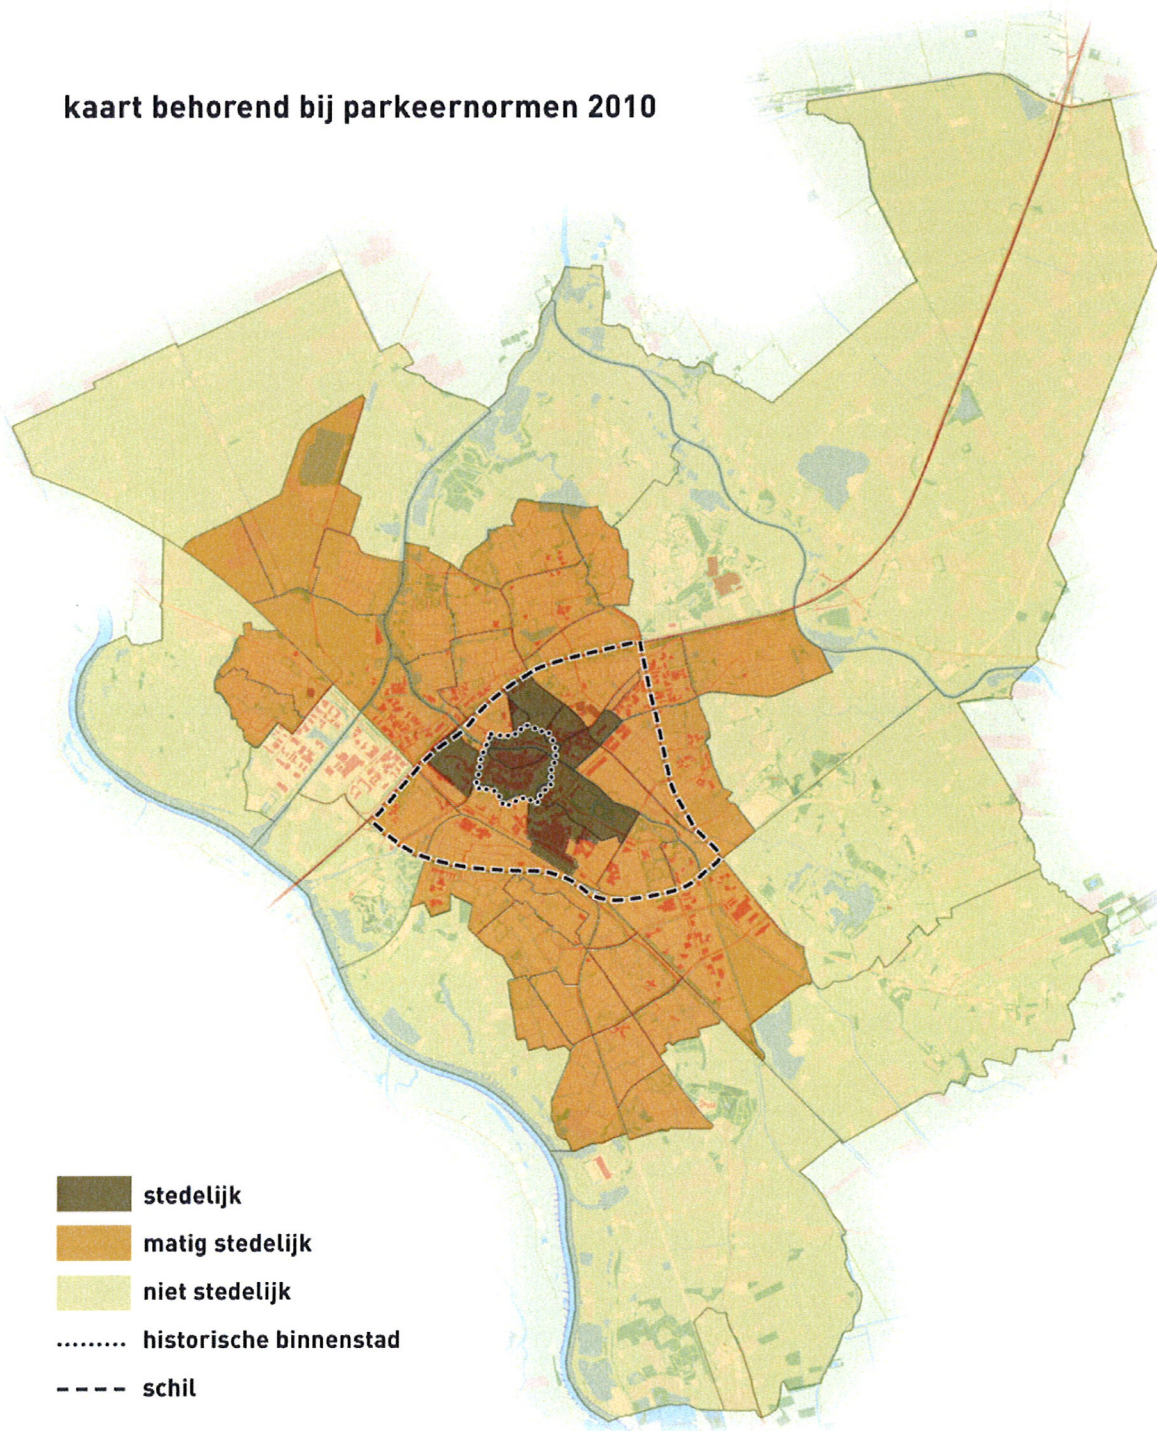 kaart behorend bij parkeernormen 2010
stedelijk
matig stedelijk
niet stedelijk
historische binnenstad
schil